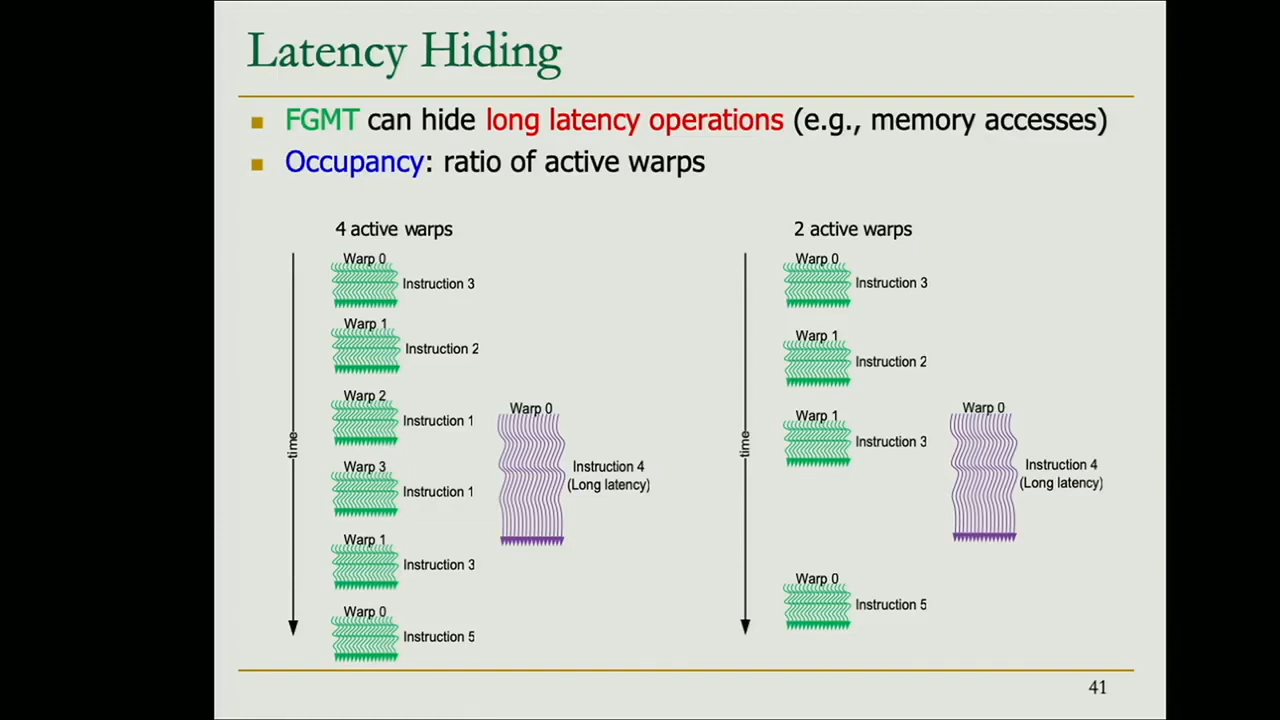 Latency Hiding
FGMT can hide long latency operations (e.g., memory accesses)
Occupancy: ratio of active warps
4 active warps
time
Warp 0
Instruction 3
Warp 1
Instruction 2
Warp 2
Instruction 1
Warp 3
Instruction 1
Warp 1
Instruction 3
Warp 0
Instruction 5
Warp 0
Instruction 4
(Long latency)
2 active warps
time
Warp 0
Instruction 3
Warp 1
Instruction 2
Warp 1
Instruction 3
Warp 0
Instruction 5
Warp 0
Instruction 4
(Long latency)
41